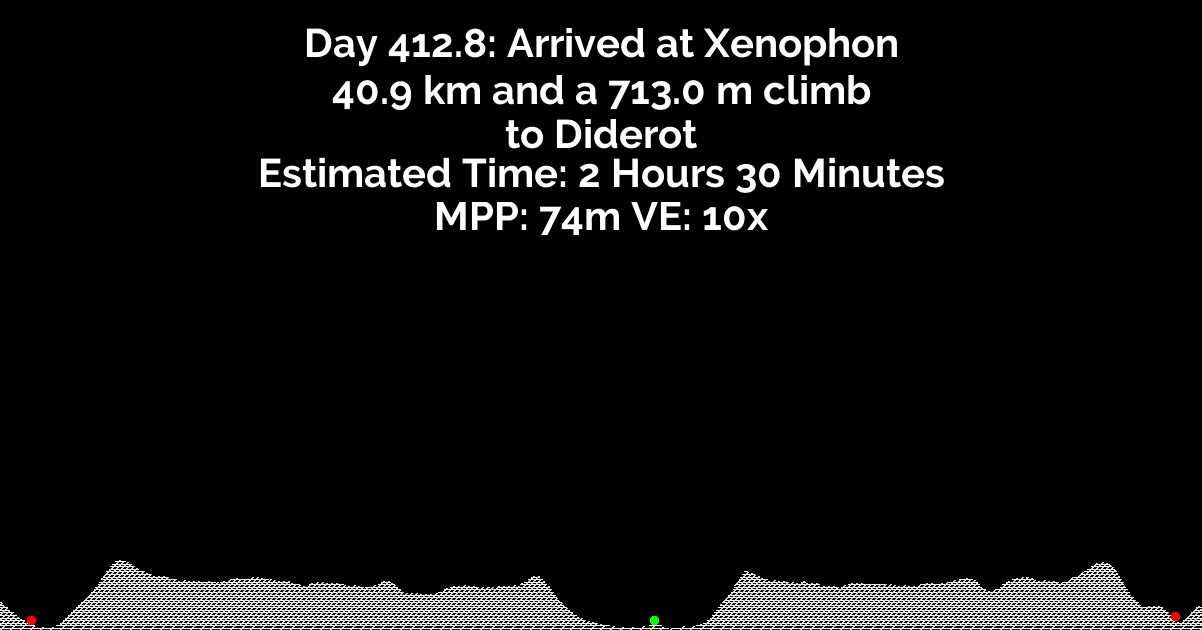 Day 412.8: Arrived at Xenophon
40.9 km and a 713.0 m climb
to Diderot
Estimated Time: 2 Hours 30 Minutes
MPP: 74m VE: 10x